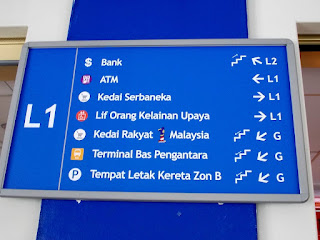 L1
$ Bank L2
ATM L1
Kedai Serbaneka L1
Lif Orang Kelainan Upaya L1
Kedai Rakyat 1 Malaysia G
Terminal Bas Pengantara G
P Tempat Letak Kereta Zon B G